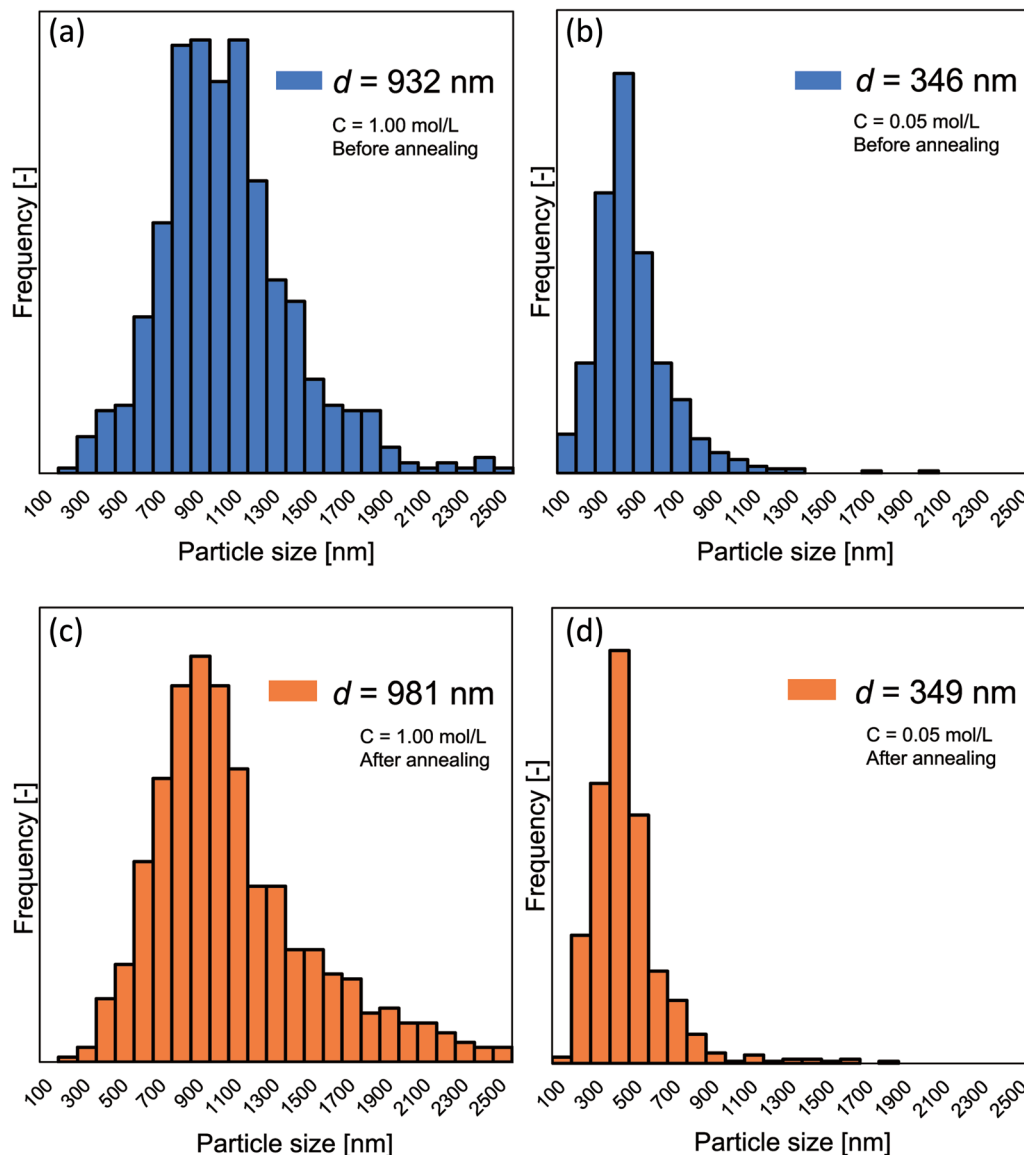 (a)
d = 932 nm
C = 1.00 mol/L
Before annealing
Frequency [-]
100 300 500 700 900 1100 1300 1500 1700 1900 2100 2300 2500
Particle size [nm]
(b)
d = 346 nm
C = 0.05 mol/L
Before annealing
Frequency [-]
100 300 500 700 900 1100 1300 1500 1700 1900 2100 2300 2500
Particle size [nm]
(c)
d = 981 nm
C = 1.00 mol/L
After annealing
Frequency [-]
100 300 500 700 900 1100 1300 1500 1700 1900 2100 2300 2500
Particle size [nm]
(d)
d = 349 nm
C = 0.05 mol/L
After annealing
Frequency [-]
100 300 500 700 900 1100 1300 1500 1700 1900 2100 2300 2500
Particle size [nm]